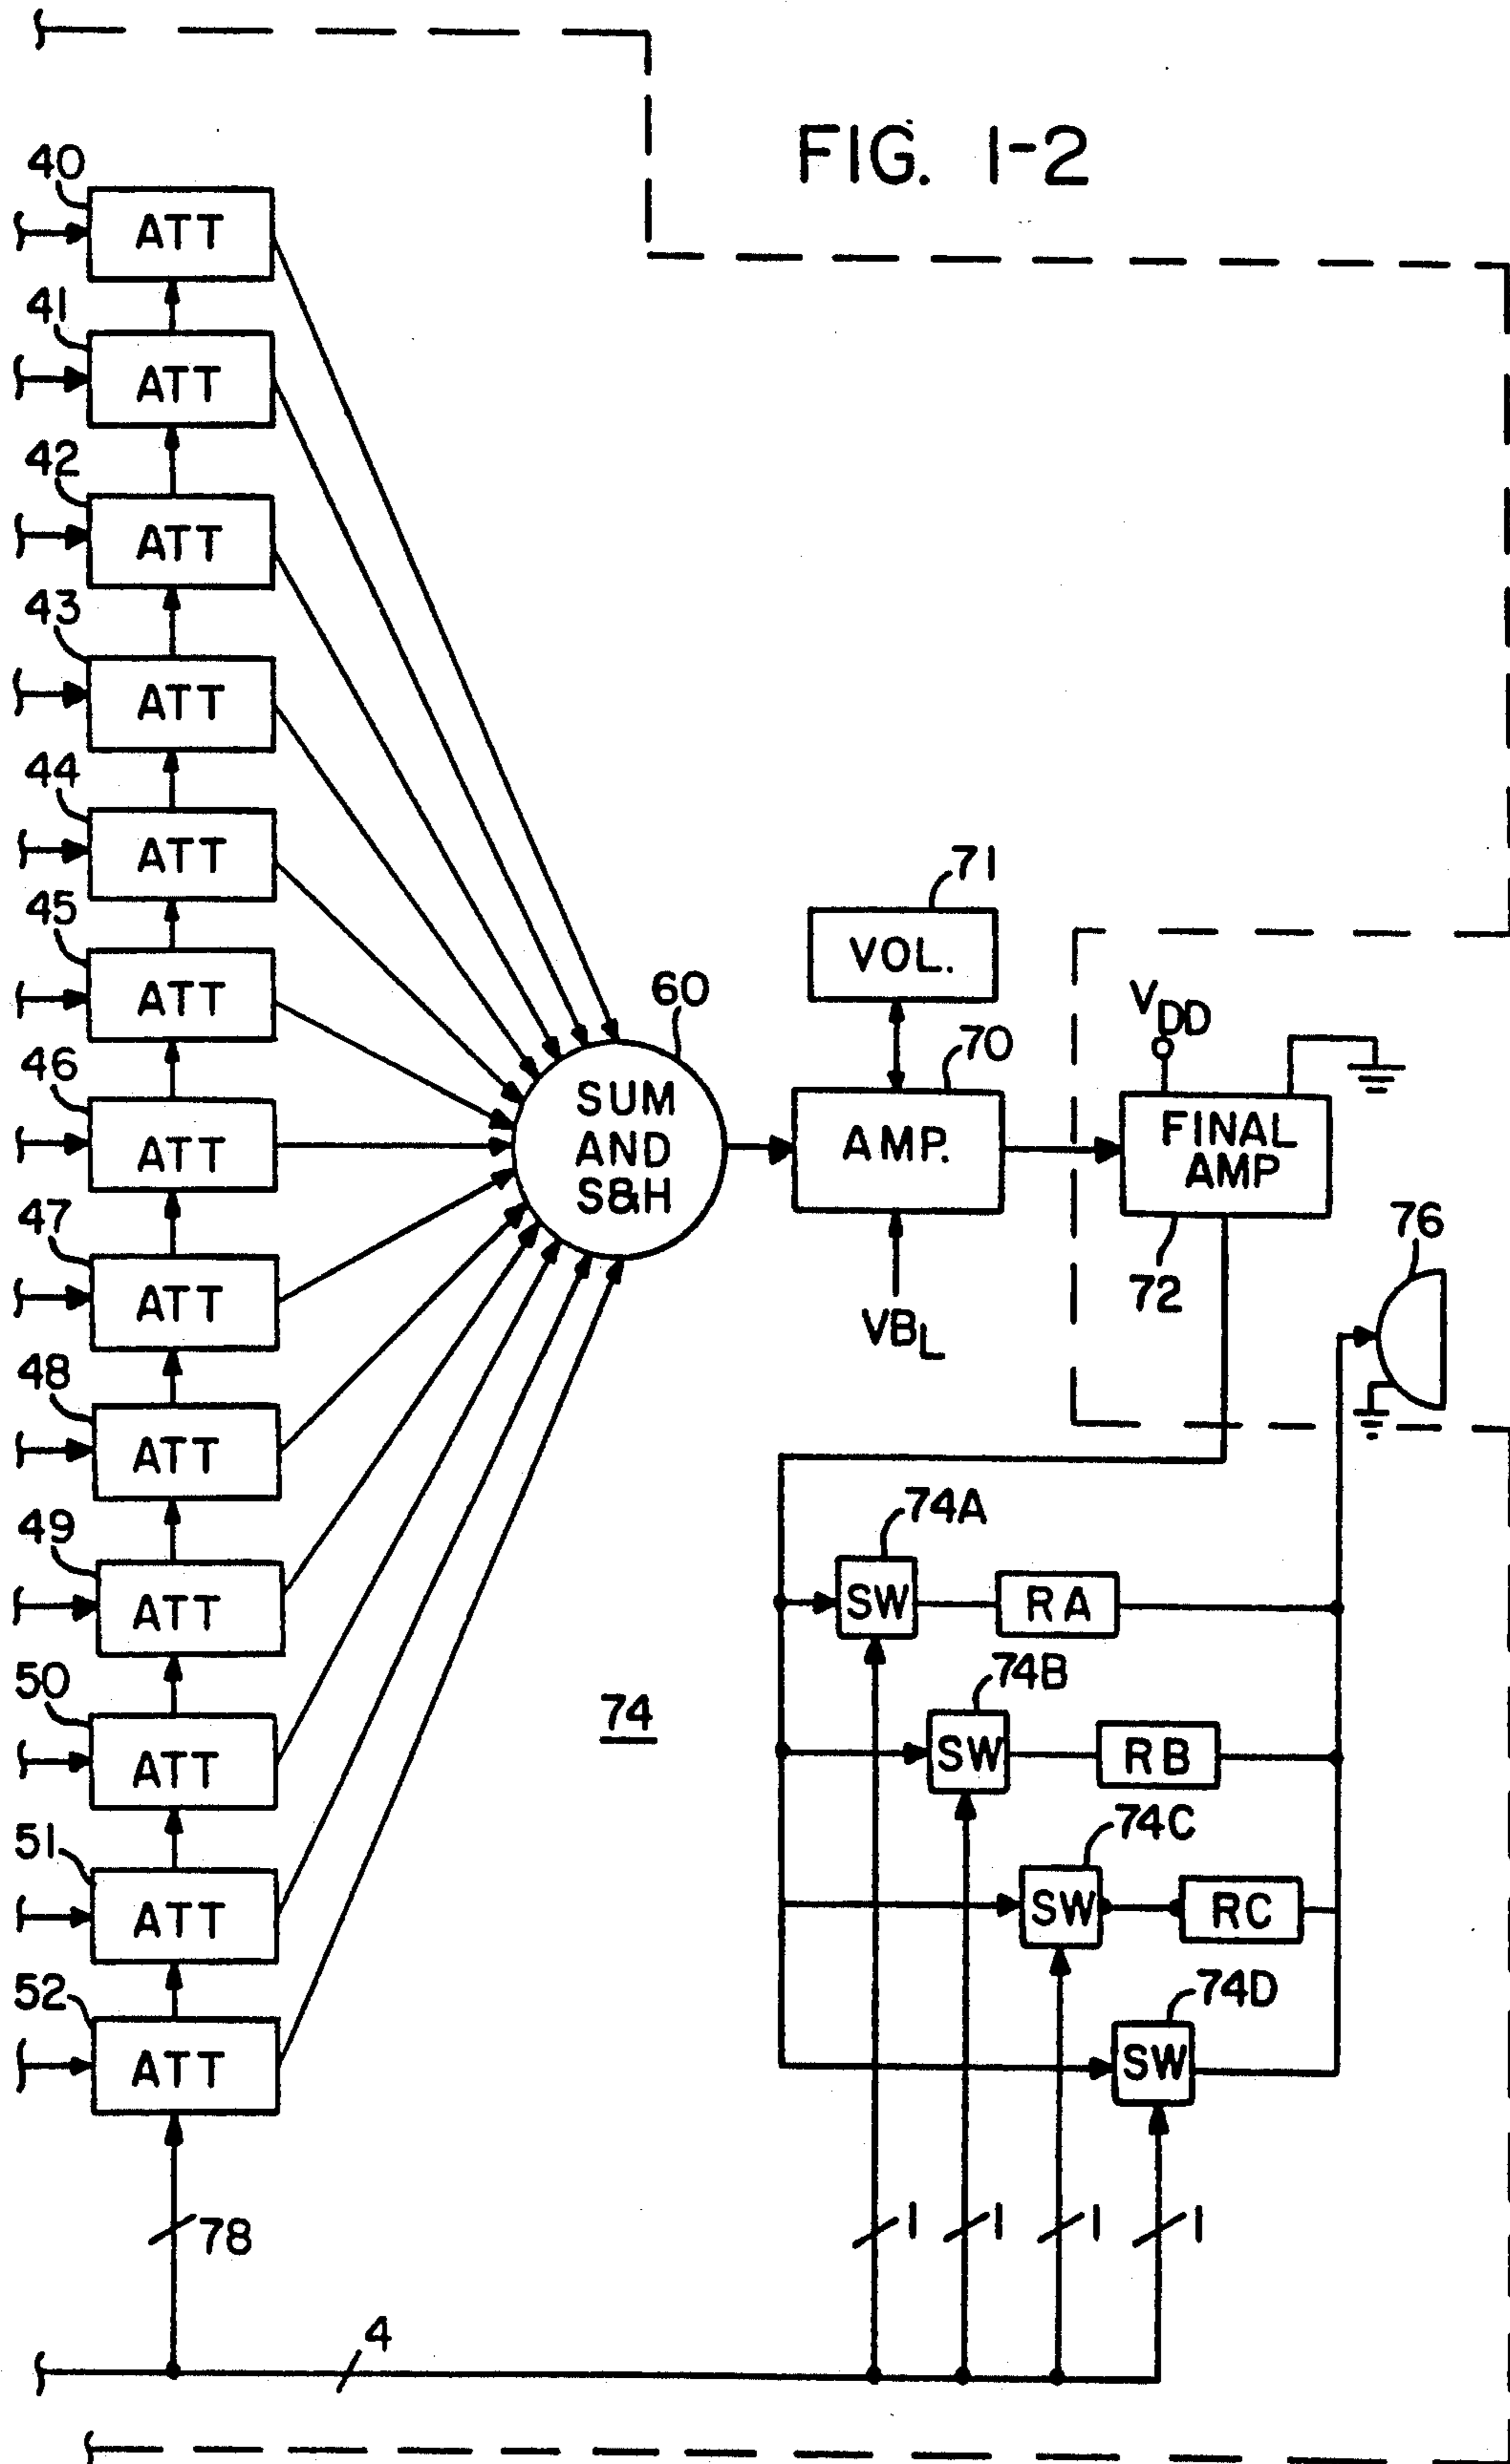 FIG. 1-2
40
ATT
41
ATT
42
ATT
43
ATT
44
ATT
45
ATT
46
ATT
47
ATT
48
ATT
49
ATT
50
ATT
51
ATT
52
ATT
78
4
60
SUM
AND
S&H
71
VOL.
70
AMP.
VBL
VDD
FINAL
AMP
72
76
74
74A
SW
RA
74B
SW
RB
74C
SW
RC
74D
SW
1
1
1
1